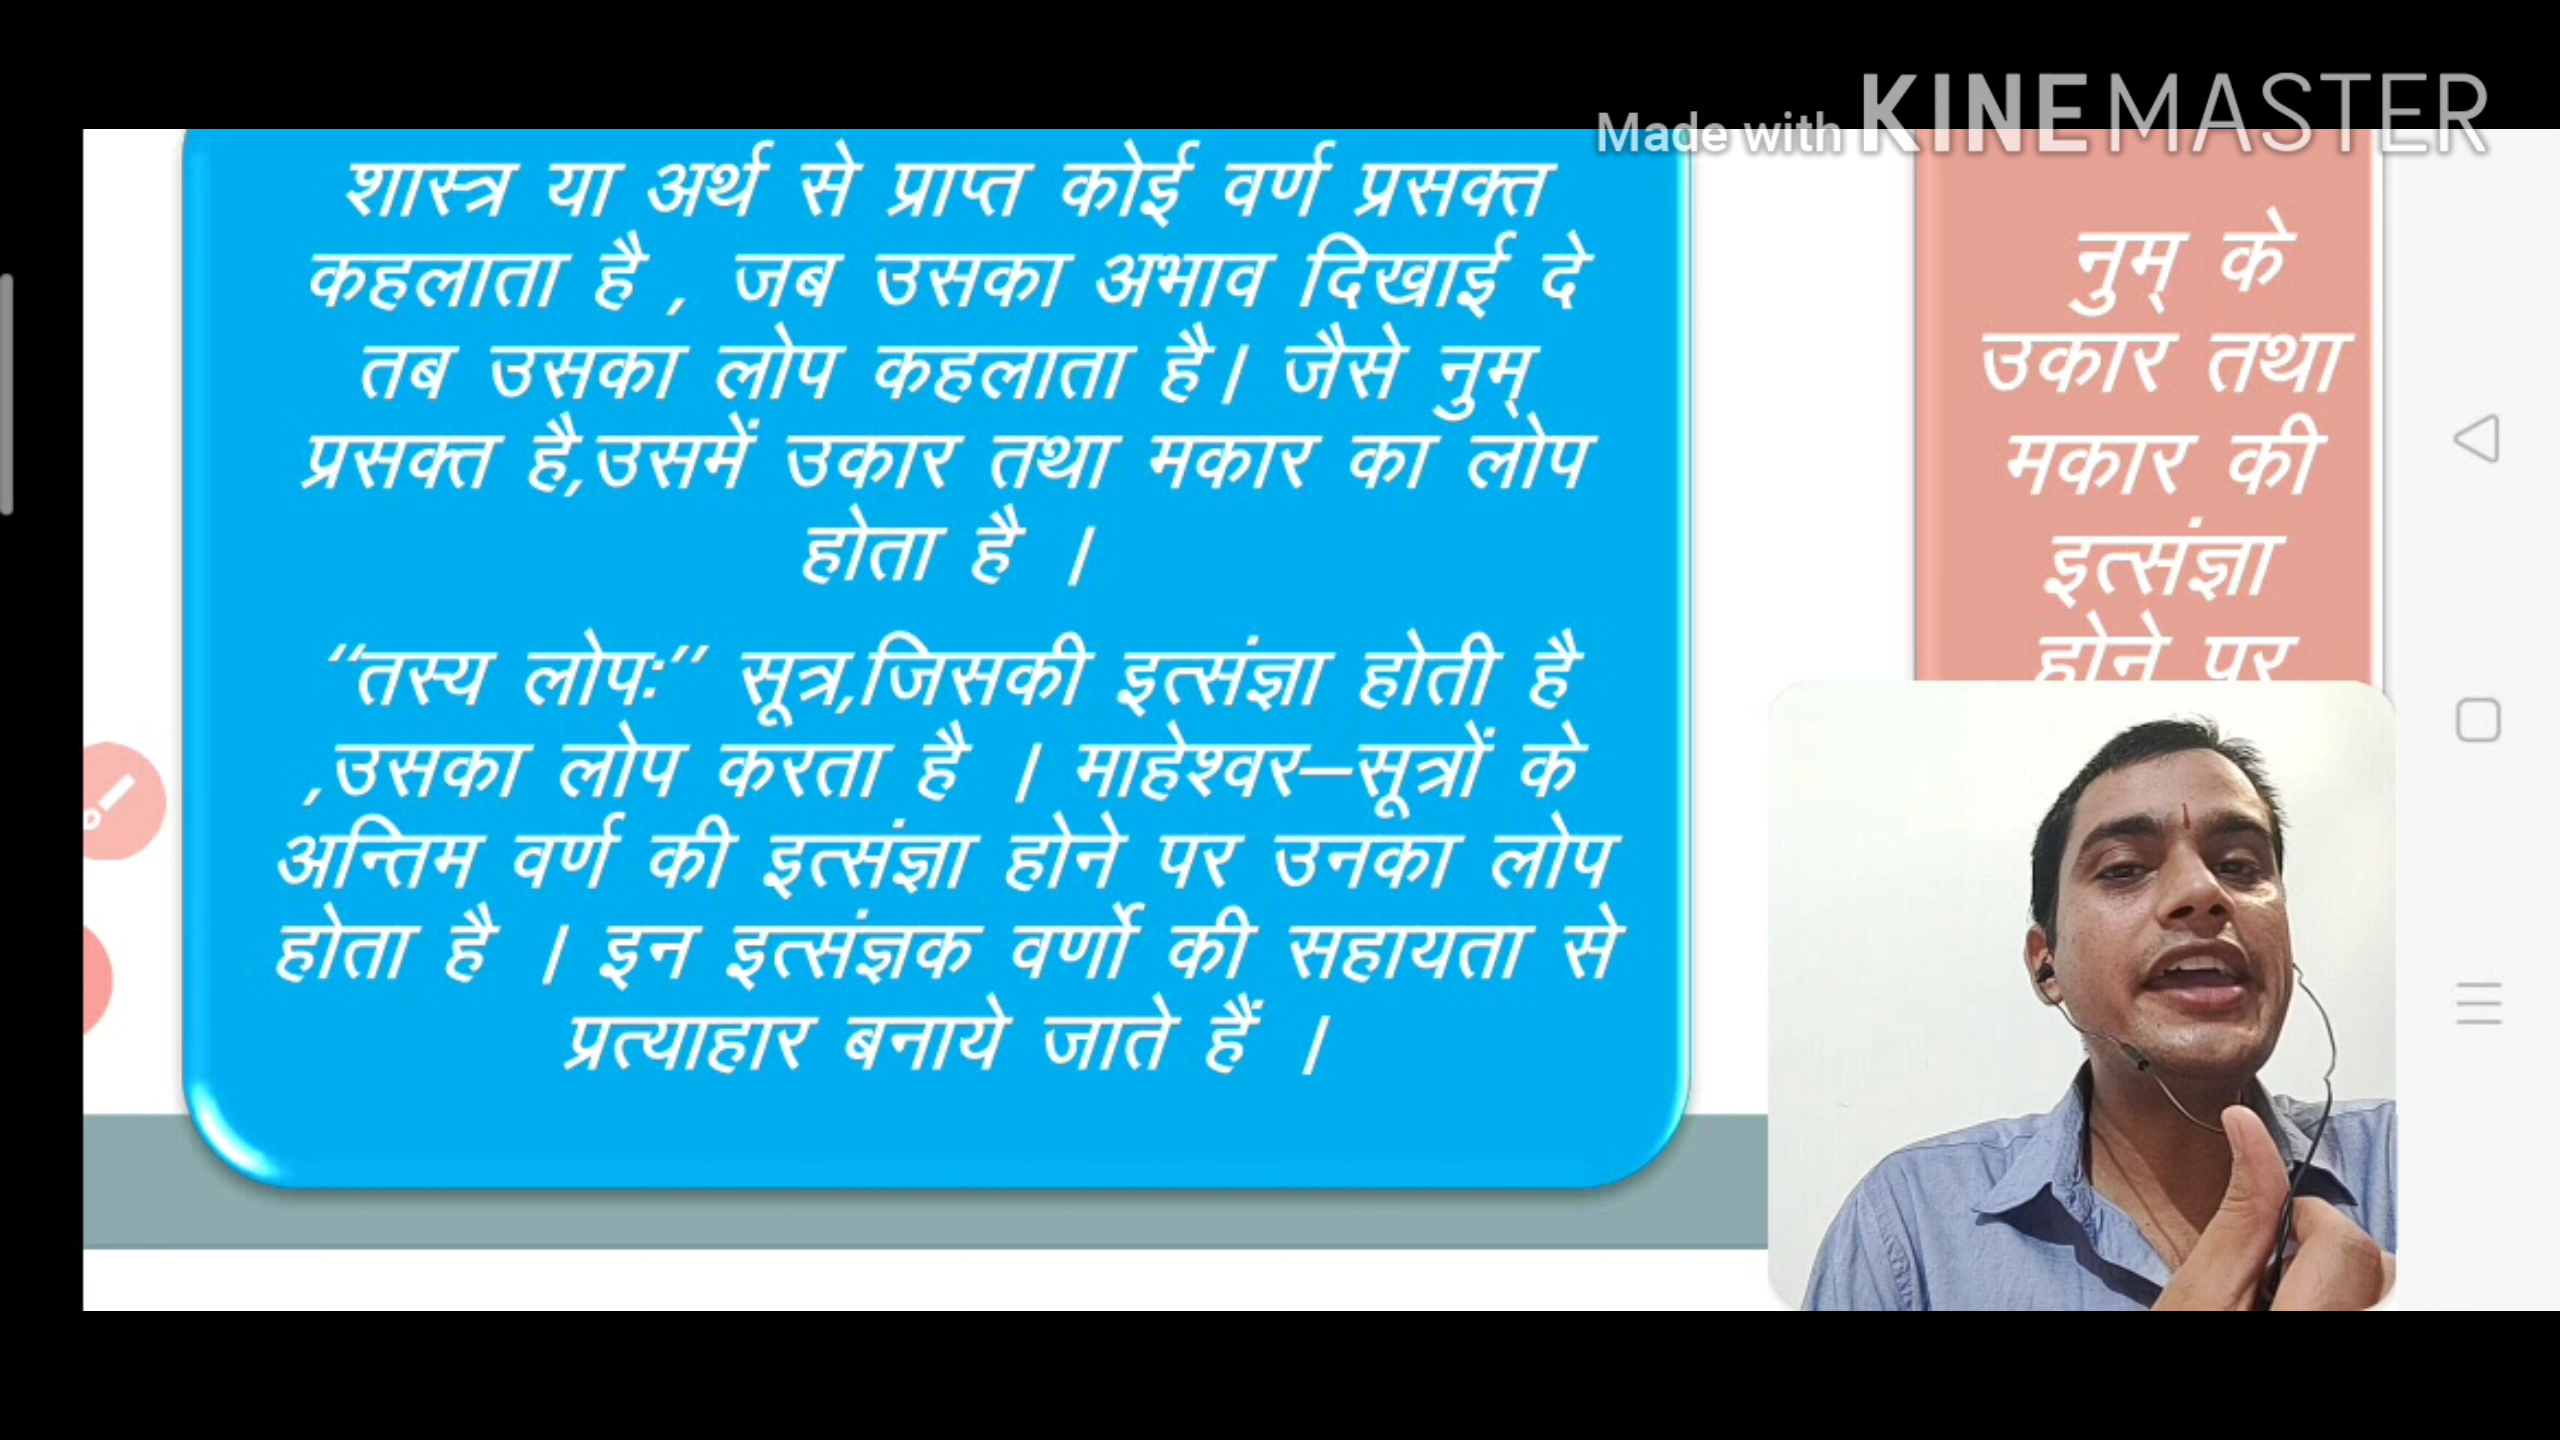 Made with KINEMASTER
शास्त्र या अर्थ से प्राप्त कोई वर्ण प्रसक्त
कहलाता है , जब उसका अभाव दिखाई दे
तब उसका लोप कहलाता है। जैसे नुम्
प्रसक्त है,उसमें उकार तथा मकार का लोप
होता है ।
“तस्य लोपः” सूत्र,जिसकी इत्संज्ञा होती है
,उसका लोप करता है । माहेश्वर–सूत्रों के
अन्तिम वर्ण की इत्संज्ञा होने पर उनका लोप
होता है । इन इत्संज्ञक वर्णो की सहायता से
प्रत्याहार बनाये जाते हैं ।
नुम् के
उकार तथा
मकार की
इत्संज्ञा
होने पर